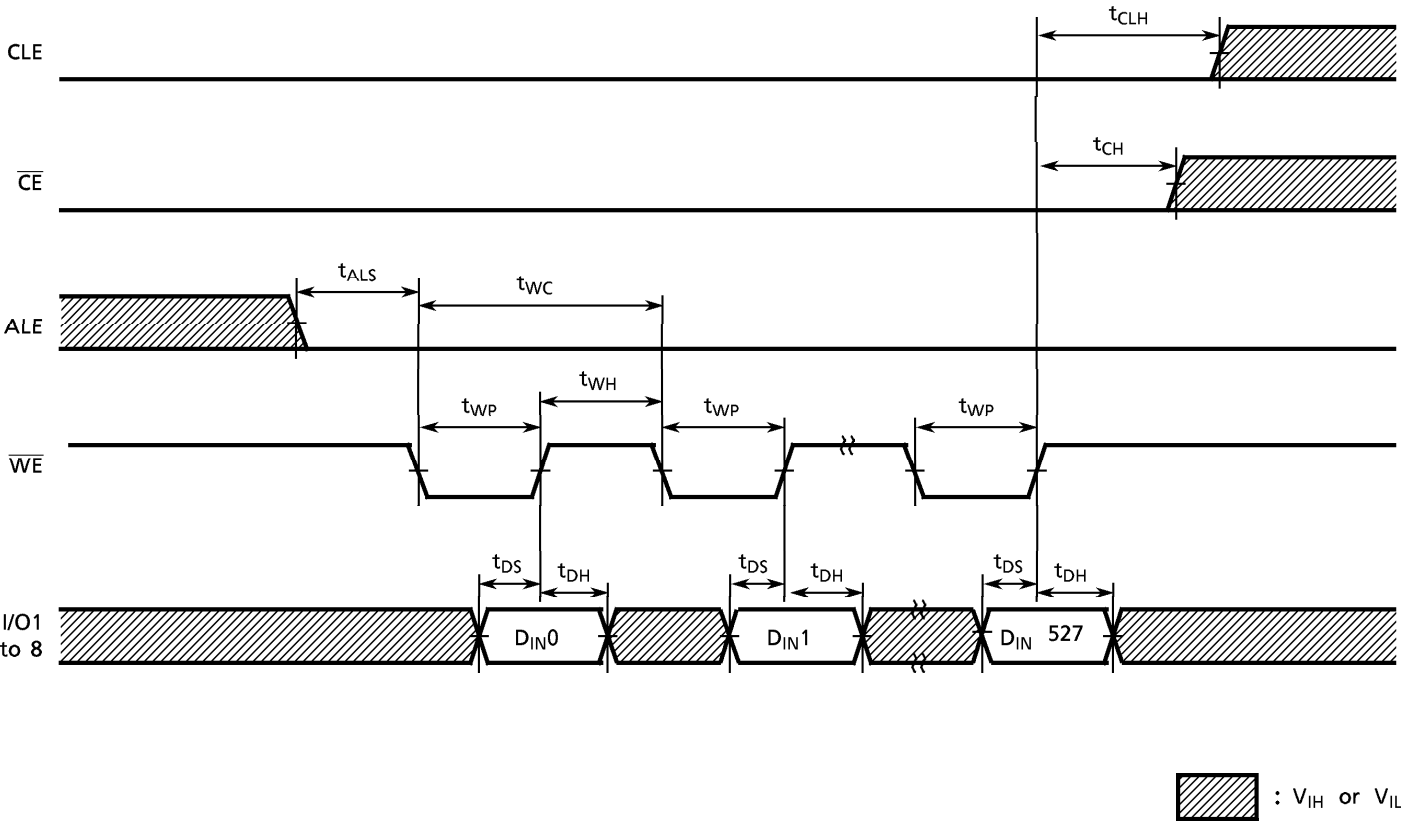 tCLH
CLE
tCH
CE
tALS
tWC
ALE
tWH
tWP
tWP
tWP
WE
tDS
tDH
tDS
tDH
tDS
tDH
I/O1
to 8
DIN0
DIN1
DIN 527
: VIH or VIL